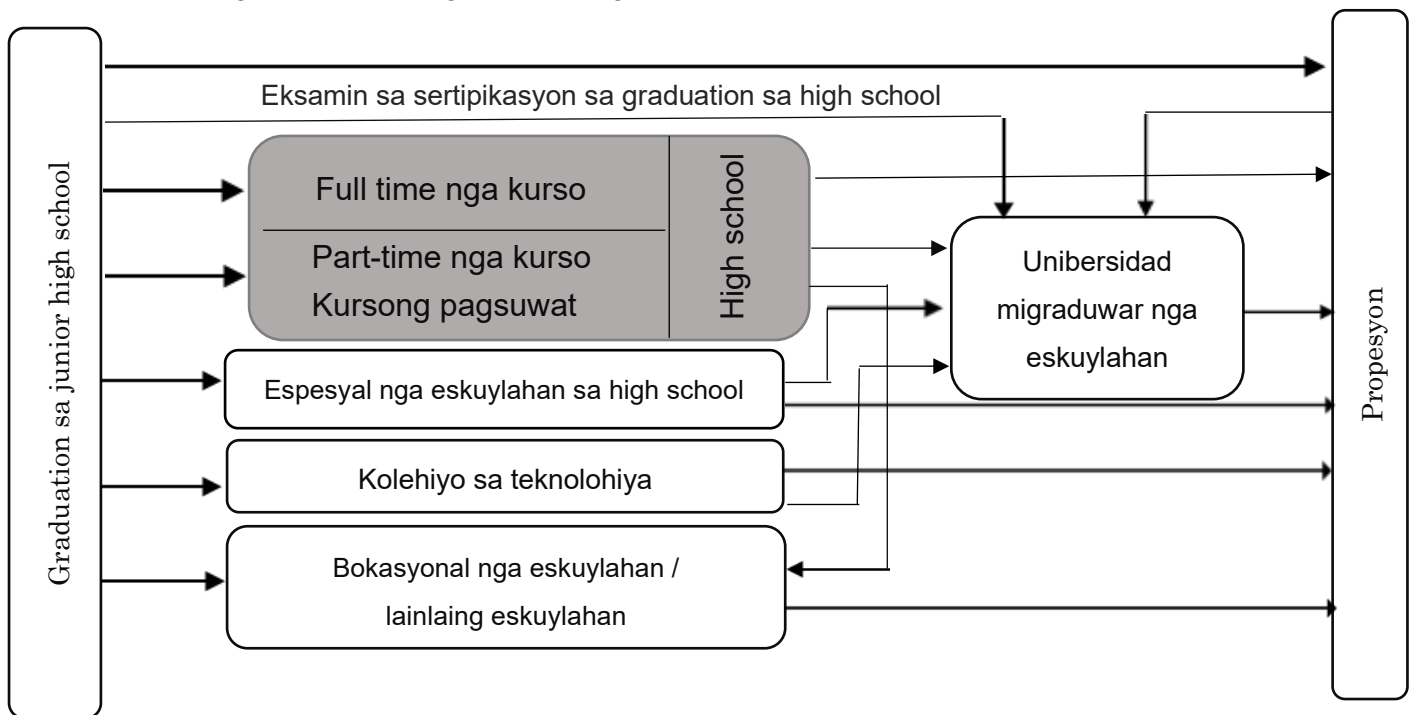 Graduation sa junior high school
Eksamin sa sertipikasyon sa graduation sa high school
Full time nga kurso
Part-time nga kurso
Kursong pagsuwat
High school
Espesyal nga eskuylahan sa high school
Kolehiyo sa teknolohiya
Bokasyonal nga eskuylahan /
lainlaing eskuylahan
Unibersidad
migraduwar nga
eskuylahan
Propesyon